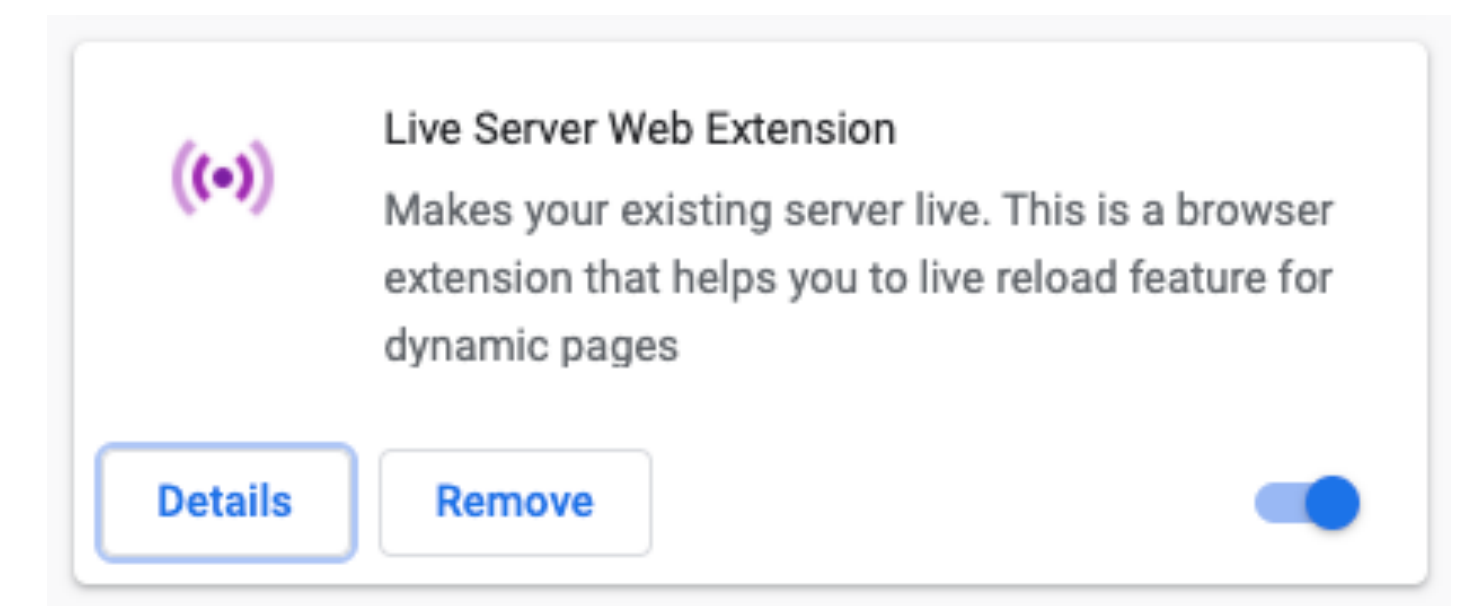 Live Server Web Extension
Makes your existing server live. This is a browser
extension that helps you to live reload feature for
dynamic pages
Details
Remove